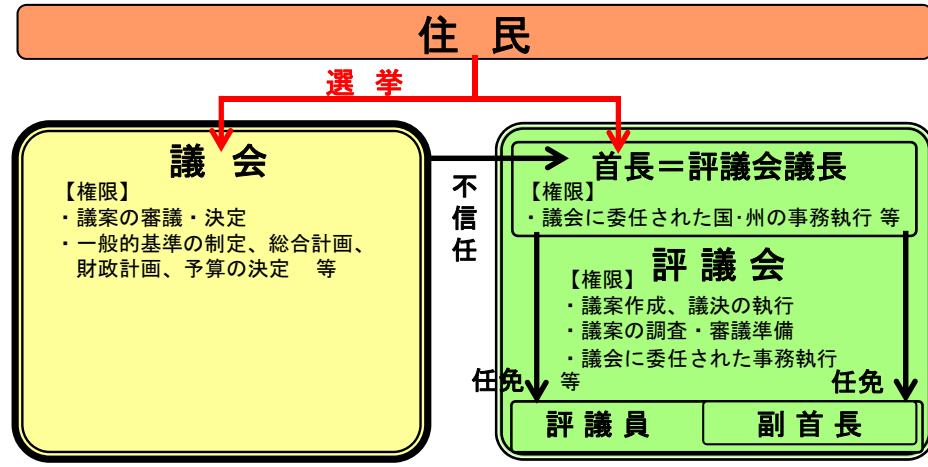 住 民
選 挙
議 会
【権限】
・議案の審議・決定
・一般的基準の制定、総合計画、
財政計画、予算の決定 等
不信任
首長＝評議会議長
【権限】
・議会に委任された国･州の事務執行 等
評 議 会
【権限】
・議案作成、議決の執行
・議案の調査・審議準備
・議会に委任された事務執行
等
任免
任免
評 議 員
副 首 長